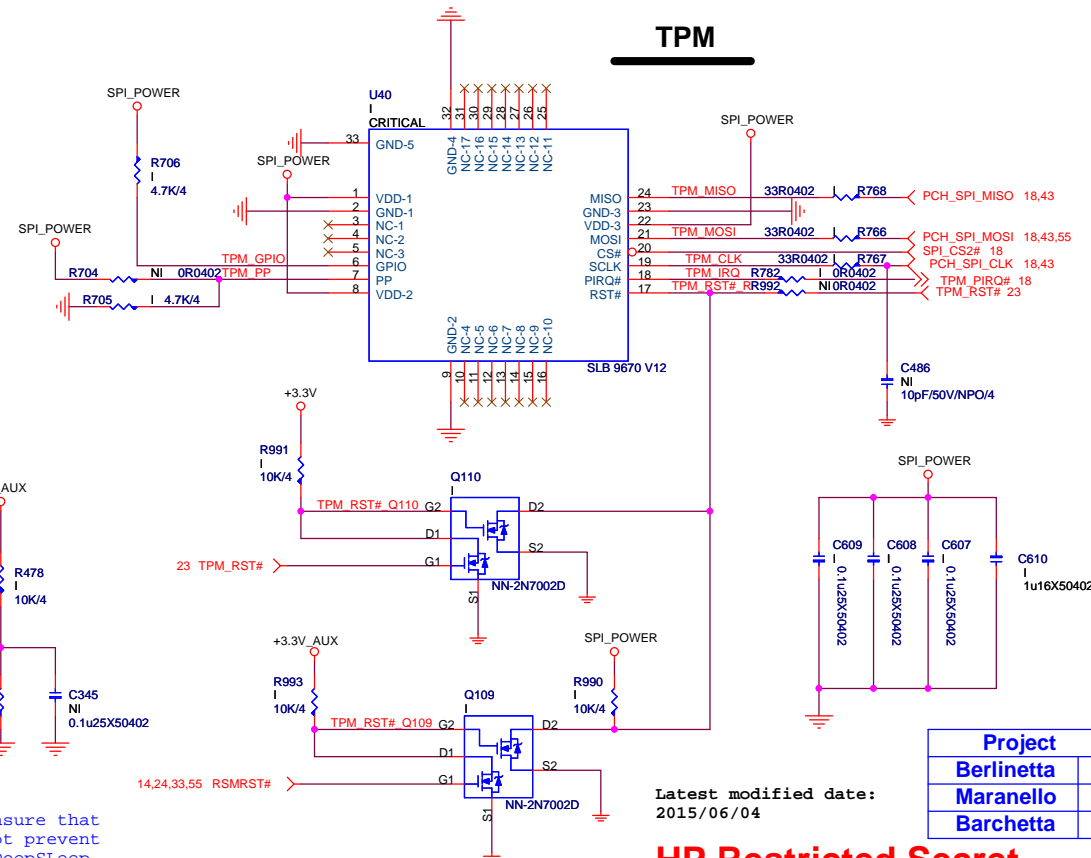 TPM
SPI_POWER
U40
I
CRITICAL
32
31
30
29
28
27
26
25
GND-4
NC-17
NC-16
NC-15
NC-14
NC-13
NC-12
NC-11
33 GND-5
SPI_POWER
SPI_POWER
R706
I
4.7K/4
1 VDD-1
2 GND-1
3 NC-1
4 NC-2
5 NC-3
TPM_GPIO 6 GPIO
TPM_PP 7 PP
8 VDD-2
SPI_POWER
R704 NI 0R0402
R705 I 4.7K/4
MISO 24 TPM_MISO 33R0402 I R768 PCH_SPI_MISO 18,43
GND-3 23
VDD-3 22
MOSI 21 TPM_MOSI 33R0402 I R766 PCH_SPI_MOSI 18,43,55
CS# 20 SPI_CS2# 18
SCLK 19 TPM_CLK 33R0402 I R767 PCH_SPI_CLK 18,43
PIRQ# 18 TPM_IRQ R782 I 0R0402 TPM_PIRQ# 18
RST# 17 TPM_RST#_R R992 NI 0R0402 TPM_RST# 23
GND-2
NC-4
NC-5
NC-6
NC-7
NC-8
NC-9
NC-10
9
10
11
12
13
14
15
16
SLB 9670 V12
C486
NI
10pF/50V/NPO/4
+3.3V
R991
I
10K/4
Q110
I
TPM_RST#_Q110 G2 D2
D1
S2
23 TPM_RST# G1
S1
NN-2N7002D
AUX
R478
I
10K/4
C345
NI
0.1u25X50402
+3.3V_AUX
R993
I
10K/4
Q109
I
TPM_RST#_Q109 G2 D2
D1
S2
14,24,33,55 RSMRST# G1
S1
NN-2N7002D
SPI_POWER
R990
I
10K/4
SPI_POWER
C609
I
0.1u25X50402
C608
I
0.1u25X50402
C607
I
0.1u25X50402
C610
I
1u16X50402
Project
Berlinetta
Maranello
Barchetta
Latest modified date:
2015/06/04
nsure that
ot prevent
DeepSLeep
HP Restricted Secret